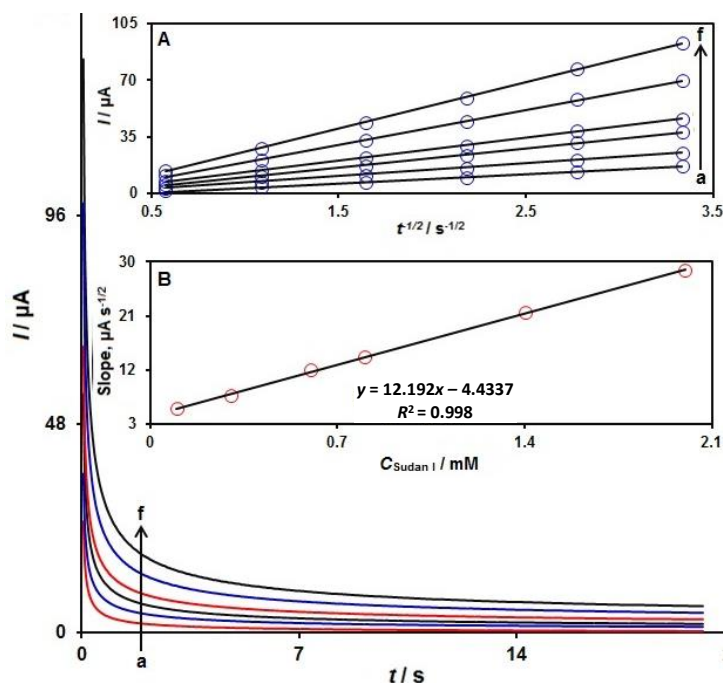 A
f
a
I / µA
105
70
35
0
0.5
1.5
2.5
3.5
t-1/2 / s-1/2
B
Slope, µA s-1/2
30
21
12
3
y = 12.192x – 4.4337
R² = 0.998
0
0.7
1.4
2.1
C Sudan I / mM
I / µA
96
48
0
f
a
0
7
14
t / s